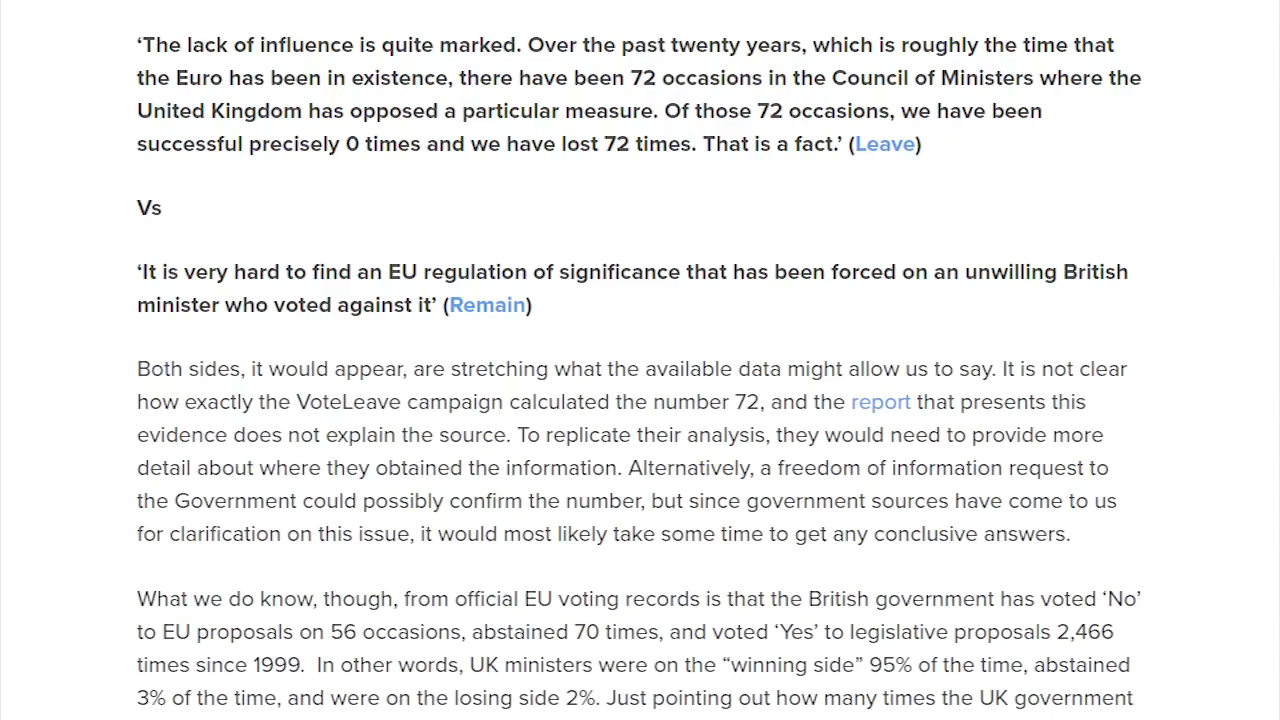 ‘The lack of influence is quite marked. Over the past twenty years, which is roughly the time that
the Euro has been in existence, there have been 72 occasions in the Council of Ministers where the
United Kingdom has opposed a particular measure. Of those 72 occasions, we have been
successful precisely 0 times and we have lost 72 times. That is a fact.’ (Leave)
Vs
‘It is very hard to find an EU regulation of significance that has been forced on an unwilling British
minister who voted against it’ (Remain)
Both sides, it would appear, are stretching what the available data might allow us to say. It is not clear
how exactly the VoteLeave campaign calculated the number 72, and the report that presents this
evidence does not explain the source. To replicate their analysis, they would need to provide more
detail about where they obtained the information. Alternatively, a freedom of information request to
the Government could possibly confirm the number, but since government sources have come to us
for clarification on this issue, it would most likely take some time to get any conclusive answers.
What we do know, though, from official EU voting records is that the British government has voted ‘No’
to EU proposals on 56 occasions, abstained 70 times, and voted ‘Yes’ to legislative proposals 2,466
times since 1999.  In other words, UK ministers were on the “winning side” 95% of the time, abstained
3% of the time, and were on the losing side 2%. Just pointing out how many times the UK government